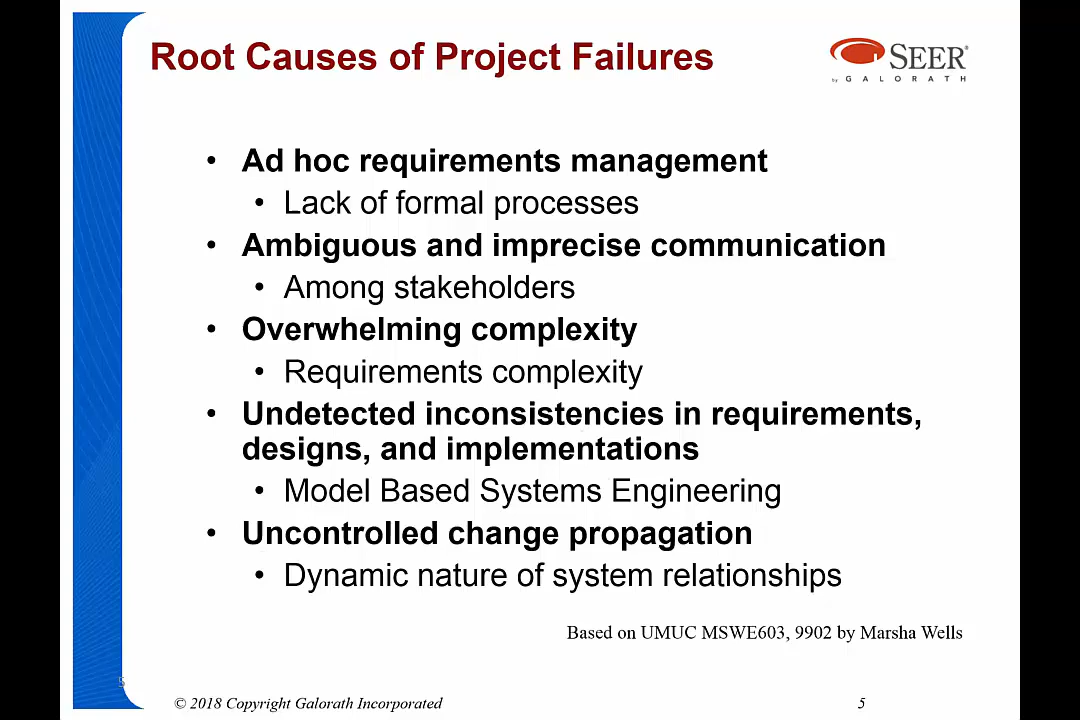 Root Causes of Project Failures
SEER®
by GALORATH
• Ad hoc requirements management
• Lack of formal processes
• Ambiguous and imprecise communication
• Among stakeholders
• Overwhelming complexity
• Requirements complexity
• Undetected inconsistencies in requirements,
designs, and implementations
• Model Based Systems Engineering
• Uncontrolled change propagation
• Dynamic nature of system relationships
Based on UMUC MSWE603, 9902 by Marsha Wells
5
© 2018 Copyright Galorath Incorporated
5